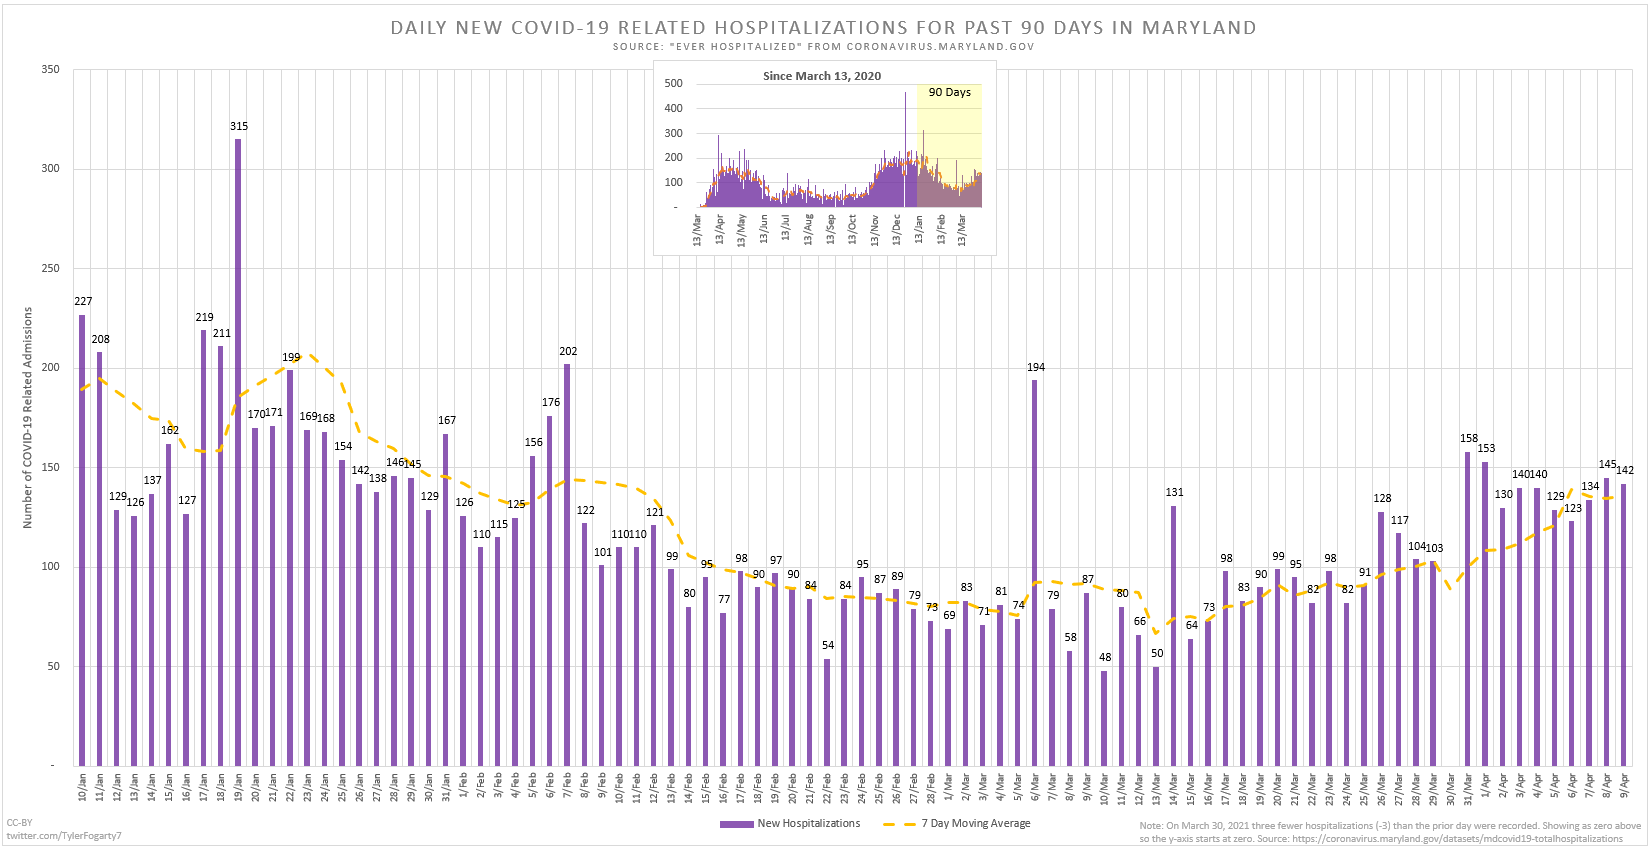 DAILY NEW COVID-19 RELATED HOSPITALIZATIONS FOR PAST 90 DAYS IN MARYLAND
SOURCE: "EVER HOSPITALIZED" FROM CORONAVIRUS.MARYLAND.GOV
Number of COVID-19 Related Admissions
350
300
250
200
150
100
50
-
Since March 13, 2020
90 Days
500
400
300
200
100
-
13/Mar 13/Apr 13/May 13/Jun 13/Jul 13/Aug 13/Sep 13/Oct 13/Nov 13/Dec 13/Jan 13/Feb 13/Mar
227 208 129 126 137 162 127 219 211 315 170 171 199 169 168 154 142 138 146 145 129 167 126 110 115 125 156 176 202 122 101 110 110 121 99 80 95 77 98 90 97 90 84 54 84 95 87 89 79 73 69 83 71 81 74 194 79 58 87 48 80 66 50 131 64 73 98 83 90 99 95 82 98 82 91 128 117 104 103 158 153 130 140 140 129 123 134 145 142
10/Jan 11/Jan 12/Jan 13/Jan 14/Jan 15/Jan 16/Jan 17/Jan 18/Jan 19/Jan 20/Jan 21/Jan 22/Jan 23/Jan 24/Jan 25/Jan 26/Jan 27/Jan 28/Jan 29/Jan 30/Jan 31/Jan 1/Feb 2/Feb 3/Feb 4/Feb 5/Feb 6/Feb 7/Feb 8/Feb 9/Feb 10/Feb 11/Feb 12/Feb 13/Feb 14/Feb 15/Feb 16/Feb 17/Feb 18/Feb 19/Feb 20/Feb 21/Feb 22/Feb 23/Feb 24/Feb 25/Feb 26/Feb 27/Feb 28/Feb 1/Mar 2/Mar 3/Mar 4/Mar 5/Mar 6/Mar 7/Mar 8/Mar 9/Mar 10/Mar 11/Mar 12/Mar 13/Mar 14/Mar 15/Mar 16/Mar 17/Mar 18/Mar 19/Mar 20/Mar 21/Mar 22/Mar 23/Mar 24/Mar 25/Mar 26/Mar 27/Mar 28/Mar 29/Mar 30/Mar 31/Mar 1/Apr 2/Apr 3/Apr 4/Apr 5/Apr 6/Apr 7/Apr 8/Apr 9/Apr
New Hospitalizations 7 Day Moving Average
CC-BY
twitter.com/TylerFogarty7
Note: On March 30, 2021 three fewer hospitalizations (-3) than the prior day were recorded. Showing as zero above
so the y-axis starts at zero. Source: https://coronavirus.maryland.gov/datasets/mdcovid19-totalhospitalizations